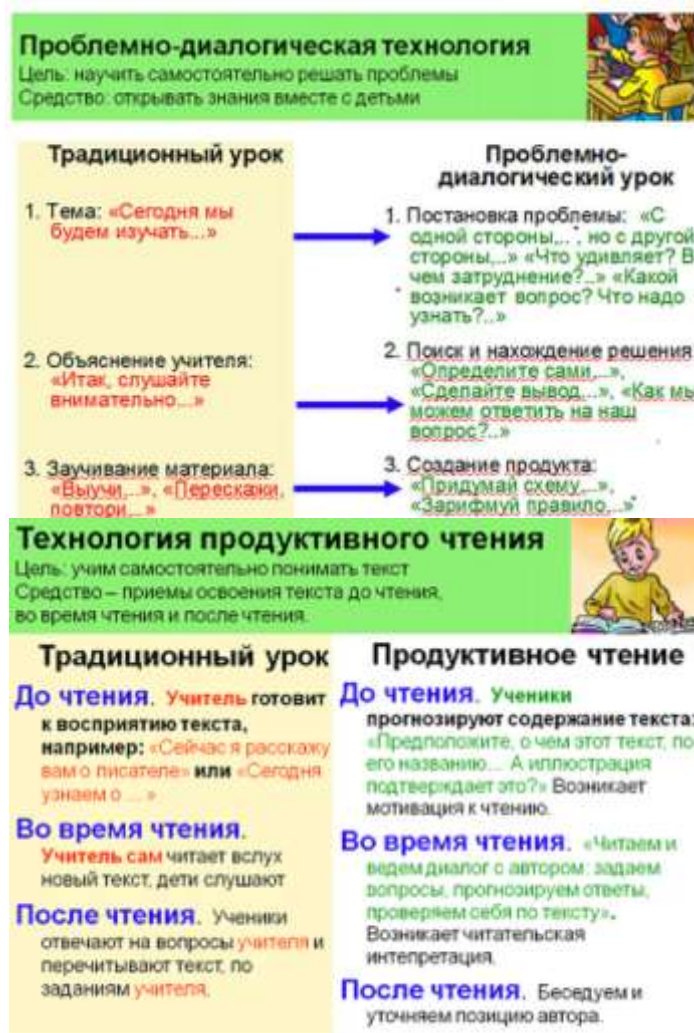 Проблемно-диалогическая технология
Цель: научить самостоятельно решать проблемы
Средство: открывать знания вместе с детьми
Традиционный урок
1. Тема: «Сегодня мы
будем изучать...»
2. Объяснение учителя:
«Итак, слушайте
внимательно...»
3. Заучивание материала:
«Выучи...», «Перескажи,
повтори...»
Проблемно-
диалогический урок
1. Постановка проблемы: «С
одной стороны,..., но с другой
стороны,..» «Что удивляет? В
чем затруднение?..» «Какой
возникает вопрос? Что надо
узнать?..»
2. Поиск и нахождение решения
«Определите сами,..»,
«Сделайте вывод,..», «Как мы
можем ответить на наш
вопрос?..»
3. Создание продукта:
«Придумай схему,..»,
«Зарифмуй правило,..»
Технология продуктивного чтения
Цель: учим самостоятельно понимать текст
Средство – приемы освоения текста до чтения,
во время чтения и после чтения.
Традиционный урок
До чтения. Учитель готовит
к восприятию текста,
например: «Сейчас я расскажу
вам о писателе» или «Сегодня
узнаем о ... »
Во время чтения.
Учитель сам читает вслух
новый текст, дети слушают
После чтения. Ученики
отвечают на вопросы учителя и
перечитывают текст, по
заданиям учителя.
Продуктивное чтение
До чтения. Ученики
прогнозируют содержание текста:
«Предположите, о чем этот текст, по
его названию... А иллюстрация
подтверждает это?» Возникает
мотивация к чтению.
Во время чтения. «Читаем и
ведем диалог с автором: задаем
вопросы, прогнозируем ответы,
проверяем себя по тексту».
Возникает читательская
интепретация.
После чтения. Беседуем и
уточняем позицию автора.